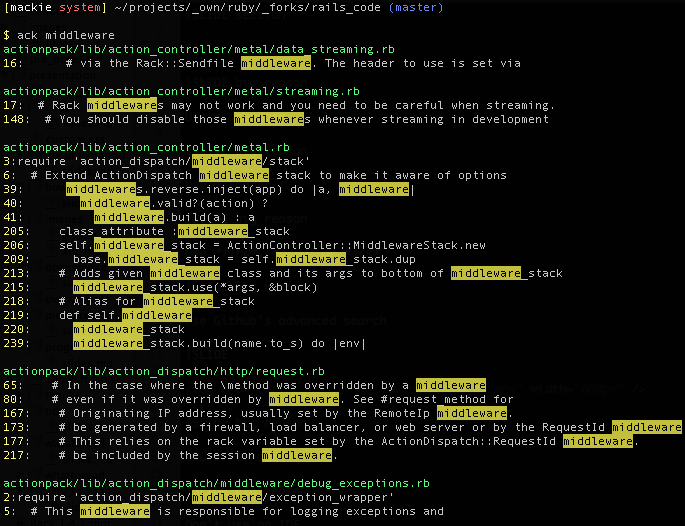 [mackie system] ~/projects/_own/ruby/_forks/rails_code (master)
$ ack middleware
actionpack/lib/action_controller/metal/data_streaming.rb
16:      # via the Rack::Sendfile middleware. The header to use is set via
actionpack/lib/action_controller/metal/streaming.rb
17:  # Rack middlewares may not work and you need to be careful when streaming.
148:  # You should disable those middlewares whenever streaming in development
actionpack/lib/action_controller/metal.rb
3:require 'action_dispatch/middleware/stack'
6:  # Extend ActionDispatch middleware stack to make it aware of options
39:      middlewares.reverse.inject(app) do |a, middleware|
40:        middleware.valid?(action) ?
41:          middleware.build(a) : a
205:    class_attribute :middleware_stack
206:    self.middleware_stack = ActionController::MiddlewareStack.new
209:      base.middleware_stack = self.middleware_stack.dup
213:    # Adds given middleware class and its args to bottom of middleware_stack
215:      middleware_stack.use(*args, &block)
218:    # Alias for middleware_stack
219:    def self.middleware
220:      middleware_stack
239:      middleware_stack.build(name.to_s) do |env|
actionpack/lib/action_dispatch/http/request.rb
65:    # In the case where the \method was overridden by a middleware
80:    # even if it was overridden by middleware. See #request_method for
167:    # Originating IP address, usually set by the RemoteIp middleware.
173:    # be generated by a firewall, load balancer, or web server or by the RequestId middleware
177:    # This relies on the rack variable set by the ActionDispatch::RequestId middleware.
217:    # be included by the session middleware.
actionpack/lib/action_dispatch/middleware/debug_exceptions.rb
2:require 'action_dispatch/middleware/exception_wrapper'
5:  # This middleware is responsible for logging exceptions and